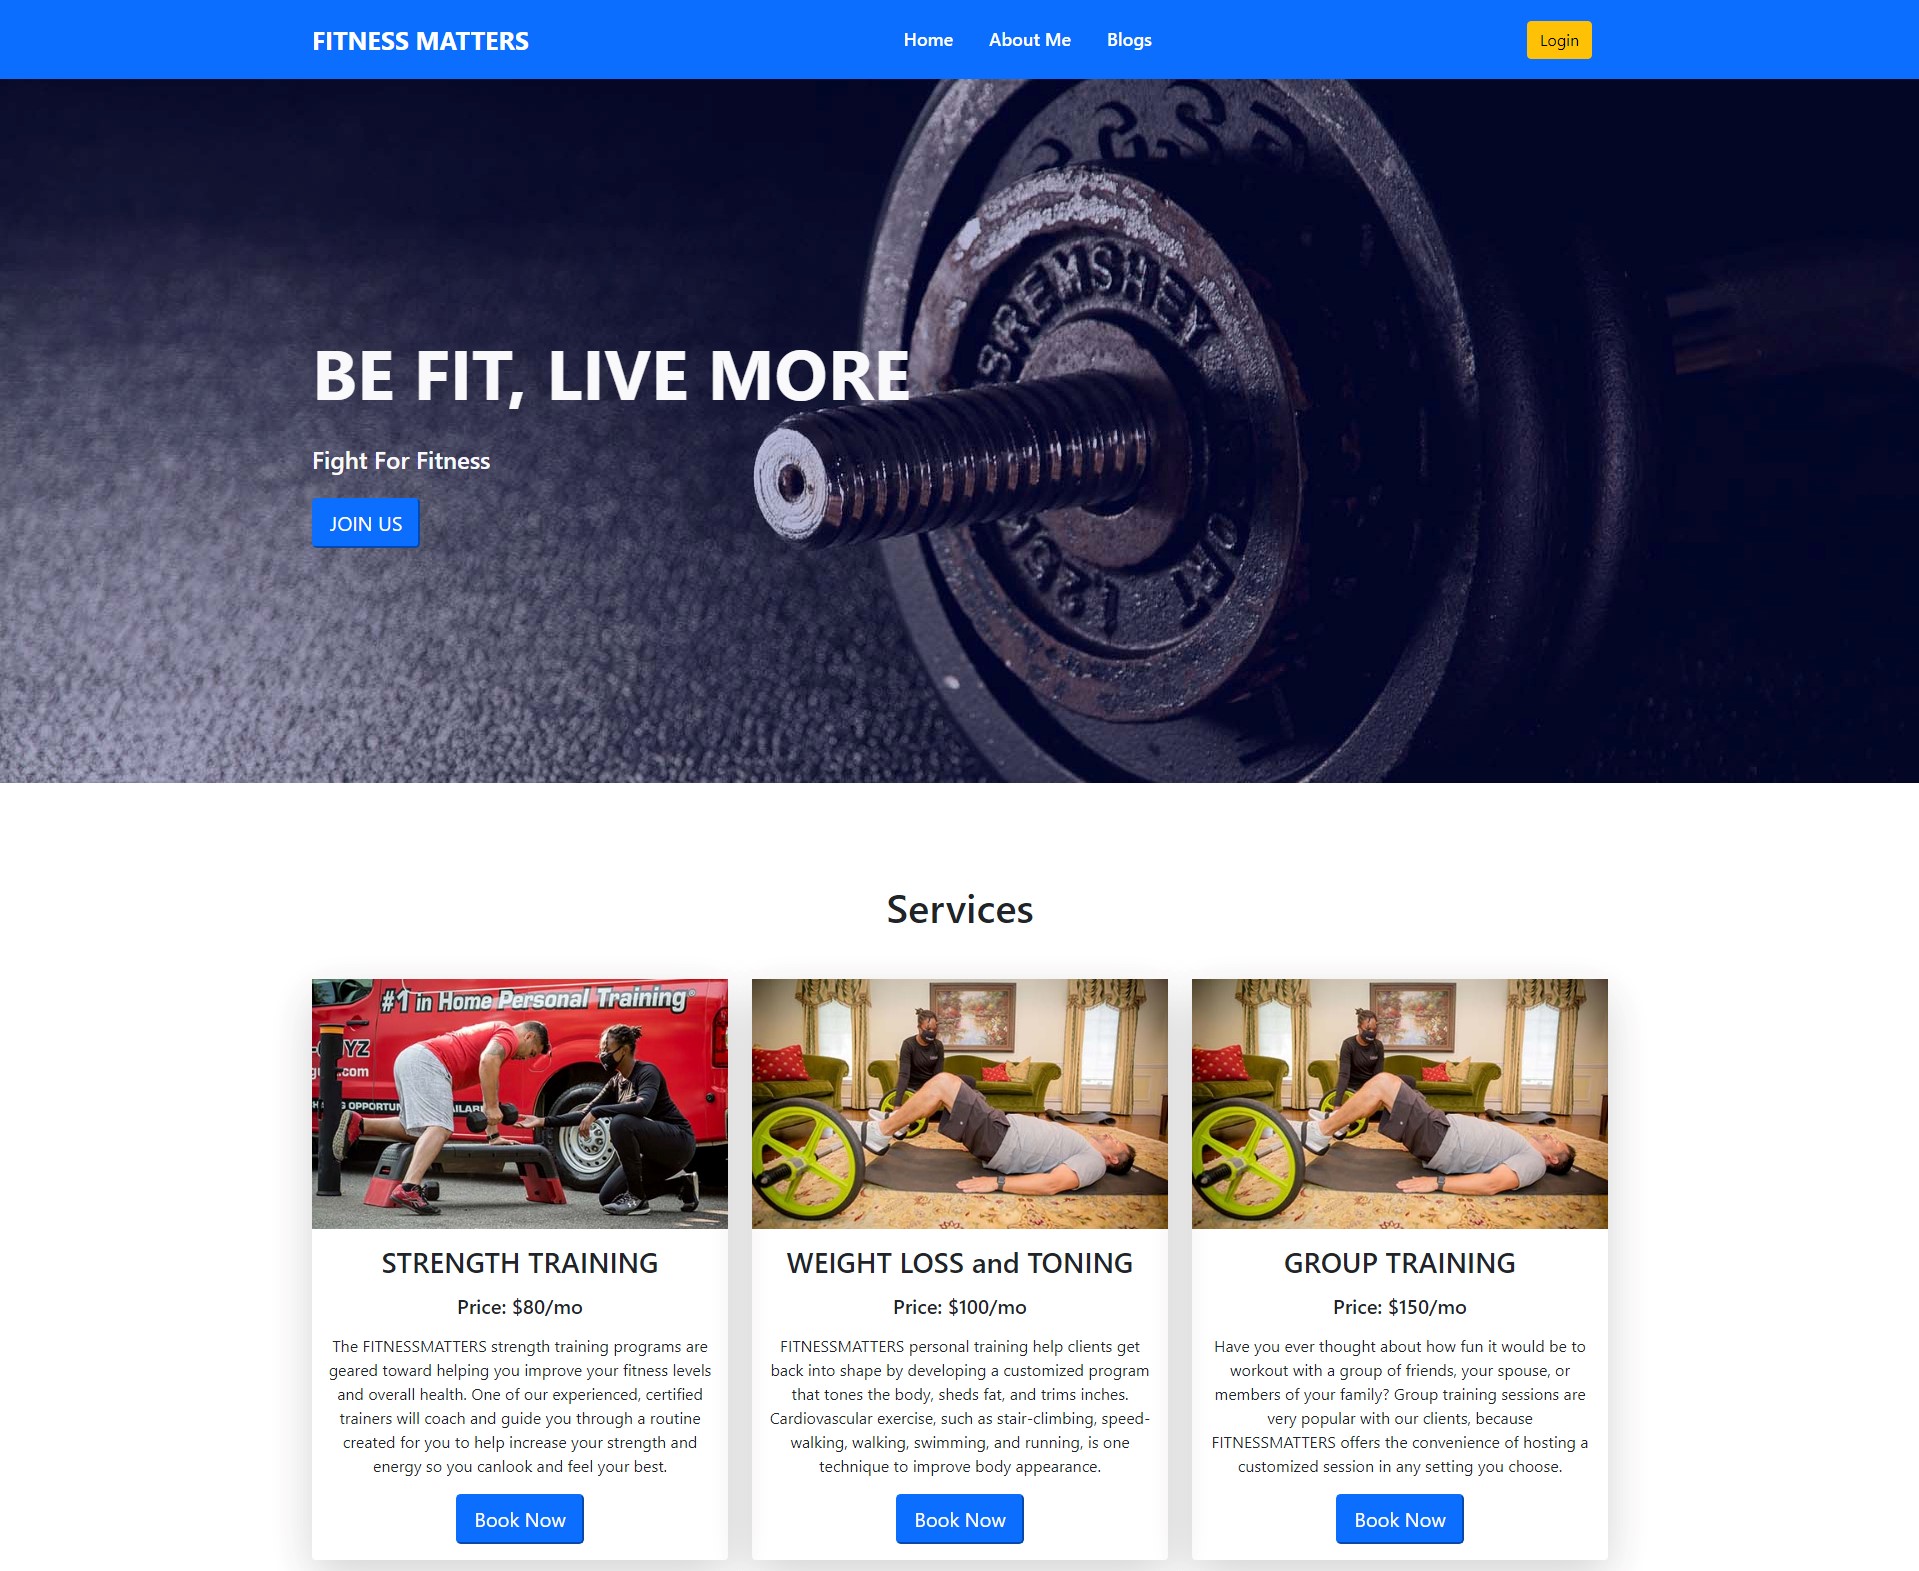 FITNESS MATTERS
Home
About Me
Blogs
Login
BREMSHEY
ORT 1,25
BE FIT, LIVE MORE
Fight For Fitness
JOIN US
Services
#1 in Home Personal Training®
YZ
.com
OPPORTUN
STRENGTH TRAINING
Price: $80/mo
The FITNESSMATTERS strength training programs are
geared toward helping you improve your fitness levels
and overall health. One of our experienced, certified
trainers will coach and guide you through a routine
created for you to help increase your strength and
energy so you canlook and feel your best.
Book Now
WEIGHT LOSS and TONING
Price: $100/mo
FITNESSMATTERS personal training help clients get
back into shape by developing a customized program
that tones the body, sheds fat, and trims inches.
Cardiovascular exercise, such as stair-climbing, speed-
walking, walking, swimming, and running, is one
technique to improve body appearance.
Book Now
GROUP TRAINING
Price: $150/mo
Have you ever thought about how fun it would be to
workout with a group of friends, your spouse, or
members of your family? Group training sessions are
very popular with our clients, because
FITNESSMATTERS offers the convenience of hosting a
customized session in any setting you choose.
Book Now